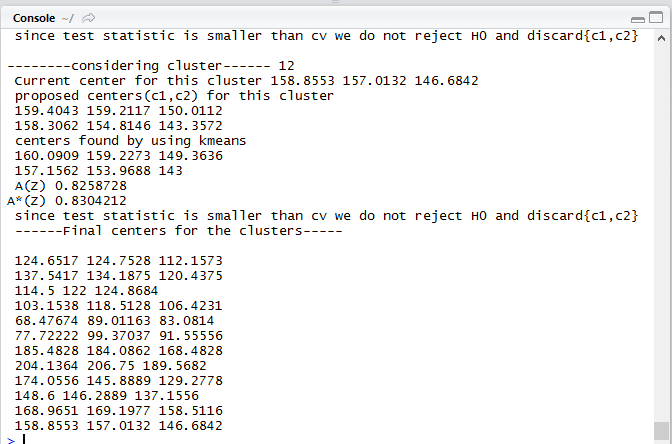 Console ~/
since test statistic is smaller than cv we do not reject H0 and discard{c1,c2}
--------considering cluster------ 12
Current center for this cluster 158.8553 157.0132 146.6842
proposed centers(c1,c2) for this cluster
159.4043 159.2117 150.0112
158.3062 154.8146 143.3572
centers found by using kmeans
160.0909 159.2273 149.3636
157.1562 153.9688 143
A(Z) 0.8258728
A*(Z) 0.8304212
since test statistic is smaller than cv we do not reject H0 and discard{c1,c2}
------Final centers for the clusters-----
124.6517 124.7528 112.1573
137.5417 134.1875 120.4375
114.5 122 124.8684
103.1538 118.5128 106.4231
68.47674 89.01163 83.0814
77.72222 99.37037 91.55556
185.4828 184.0862 168.4828
204.1364 206.75 189.5682
174.0556 145.8889 129.2778
148.6 146.2889 137.1556
168.9651 169.1977 158.5116
158.8553 157.0132 146.6842
>